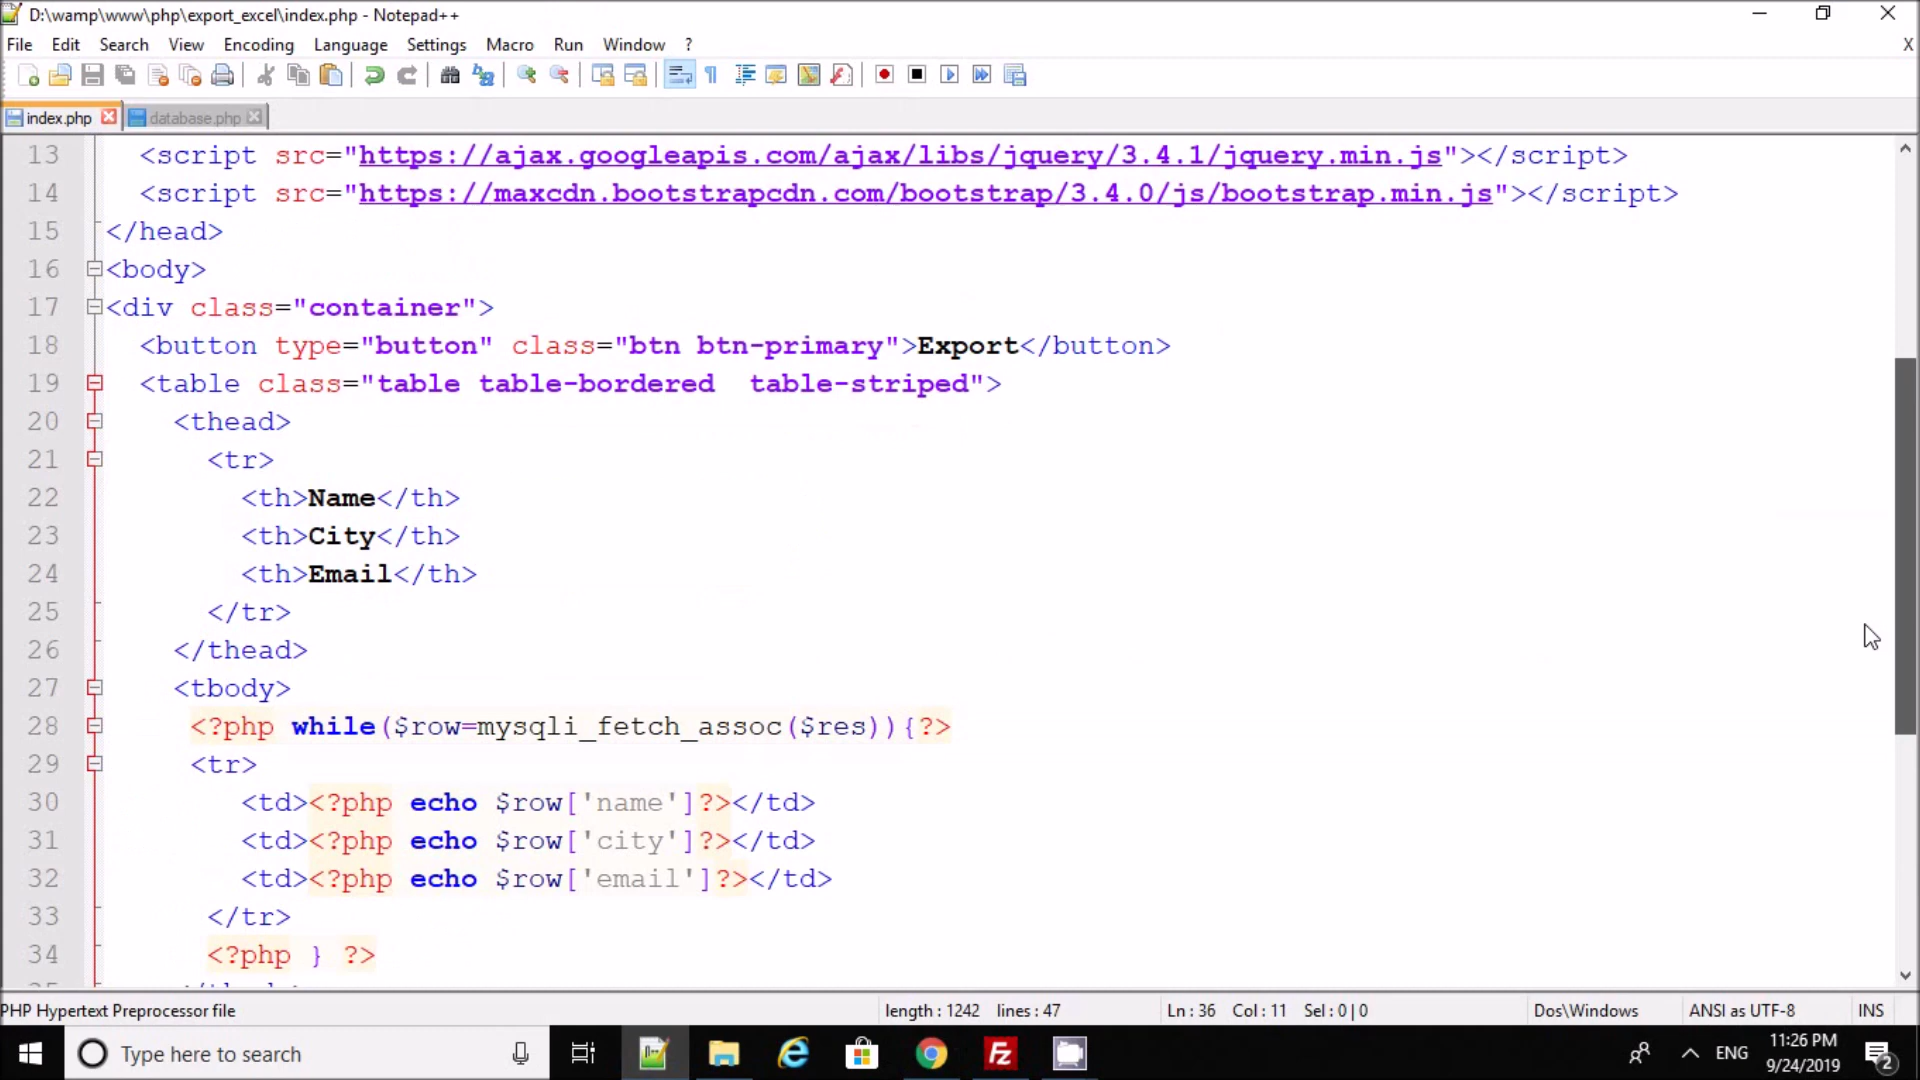 D:\wamp\www\php\export_excel\index.php - Notepad++
File Edit Search View Encoding Language Settings Macro Run Window ?
X
index.php database.php
13 <script src="https://ajax.googleapis.com/ajax/libs/jquery/3.4.1/jquery.min.js"></script>
14 <script src="https://maxcdn.bootstrapcdn.com/bootstrap/3.4.0/js/bootstrap.min.js"></script>
15 </head>
16 <body>
17 <div class="container">
18 <button type="button" class="btn btn-primary">Export</button>
19 <table class="table table-bordered  table-striped">
20 <thead>
21 <tr>
22 <th>Name</th>
23 <th>City</th>
24 <th>Email</th>
25 </tr>
26 </thead>
27 <tbody>
28 <?php while($row=mysqli_fetch_assoc($res)){?>
29 <tr>
30 <td><?php echo $row['name']?></td>
31 <td><?php echo $row['city']?></td>
32 <td><?php echo $row['email']?></td>
33 </tr>
34 <?php } ?>
PHP Hypertext Preprocessor file length : 1242 lines : 47 Ln : 36 Col : 11 Sel : 0 | 0 Dos\Windows ANSI as UTF-8 INS
Type here to search
ENG 11:26 PM
9/24/2019
2